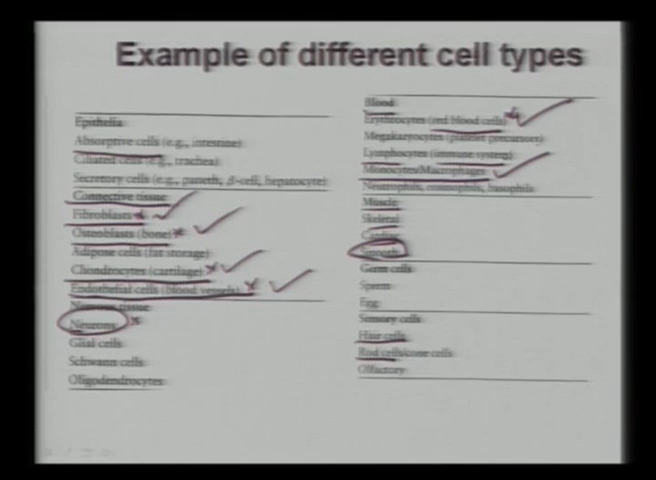 Example of different cell types
Epithelia
Absorptive cells (e.g., intestine)
Ciliated cells (e.g., trachea)
Secretory cells (e.g., paneth, β-cell, hepatocyte)
Connective tissue
Fibroblasts
Osteoblasts (bone)
Adipose cells (fat storage)
Chondrocytes (cartilage)
Endothelial cells (blood vessels)
Nervous tissue
Neurons
Glial cells
Schwann cells
Oligodendrocytes
Blood
Erythrocytes (red blood cells)
Megakaryocytes (platelet precursors)
Lymphocytes (immune system)
Monocytes/Macrophages
Neutrophils, eosinophils, basophils
Muscle
Skeletal
Cardiac
Smooth
Germ cells
Sperm
Egg
Sensory cells
Hair cells
Rod cells/cone cells
Olfactory